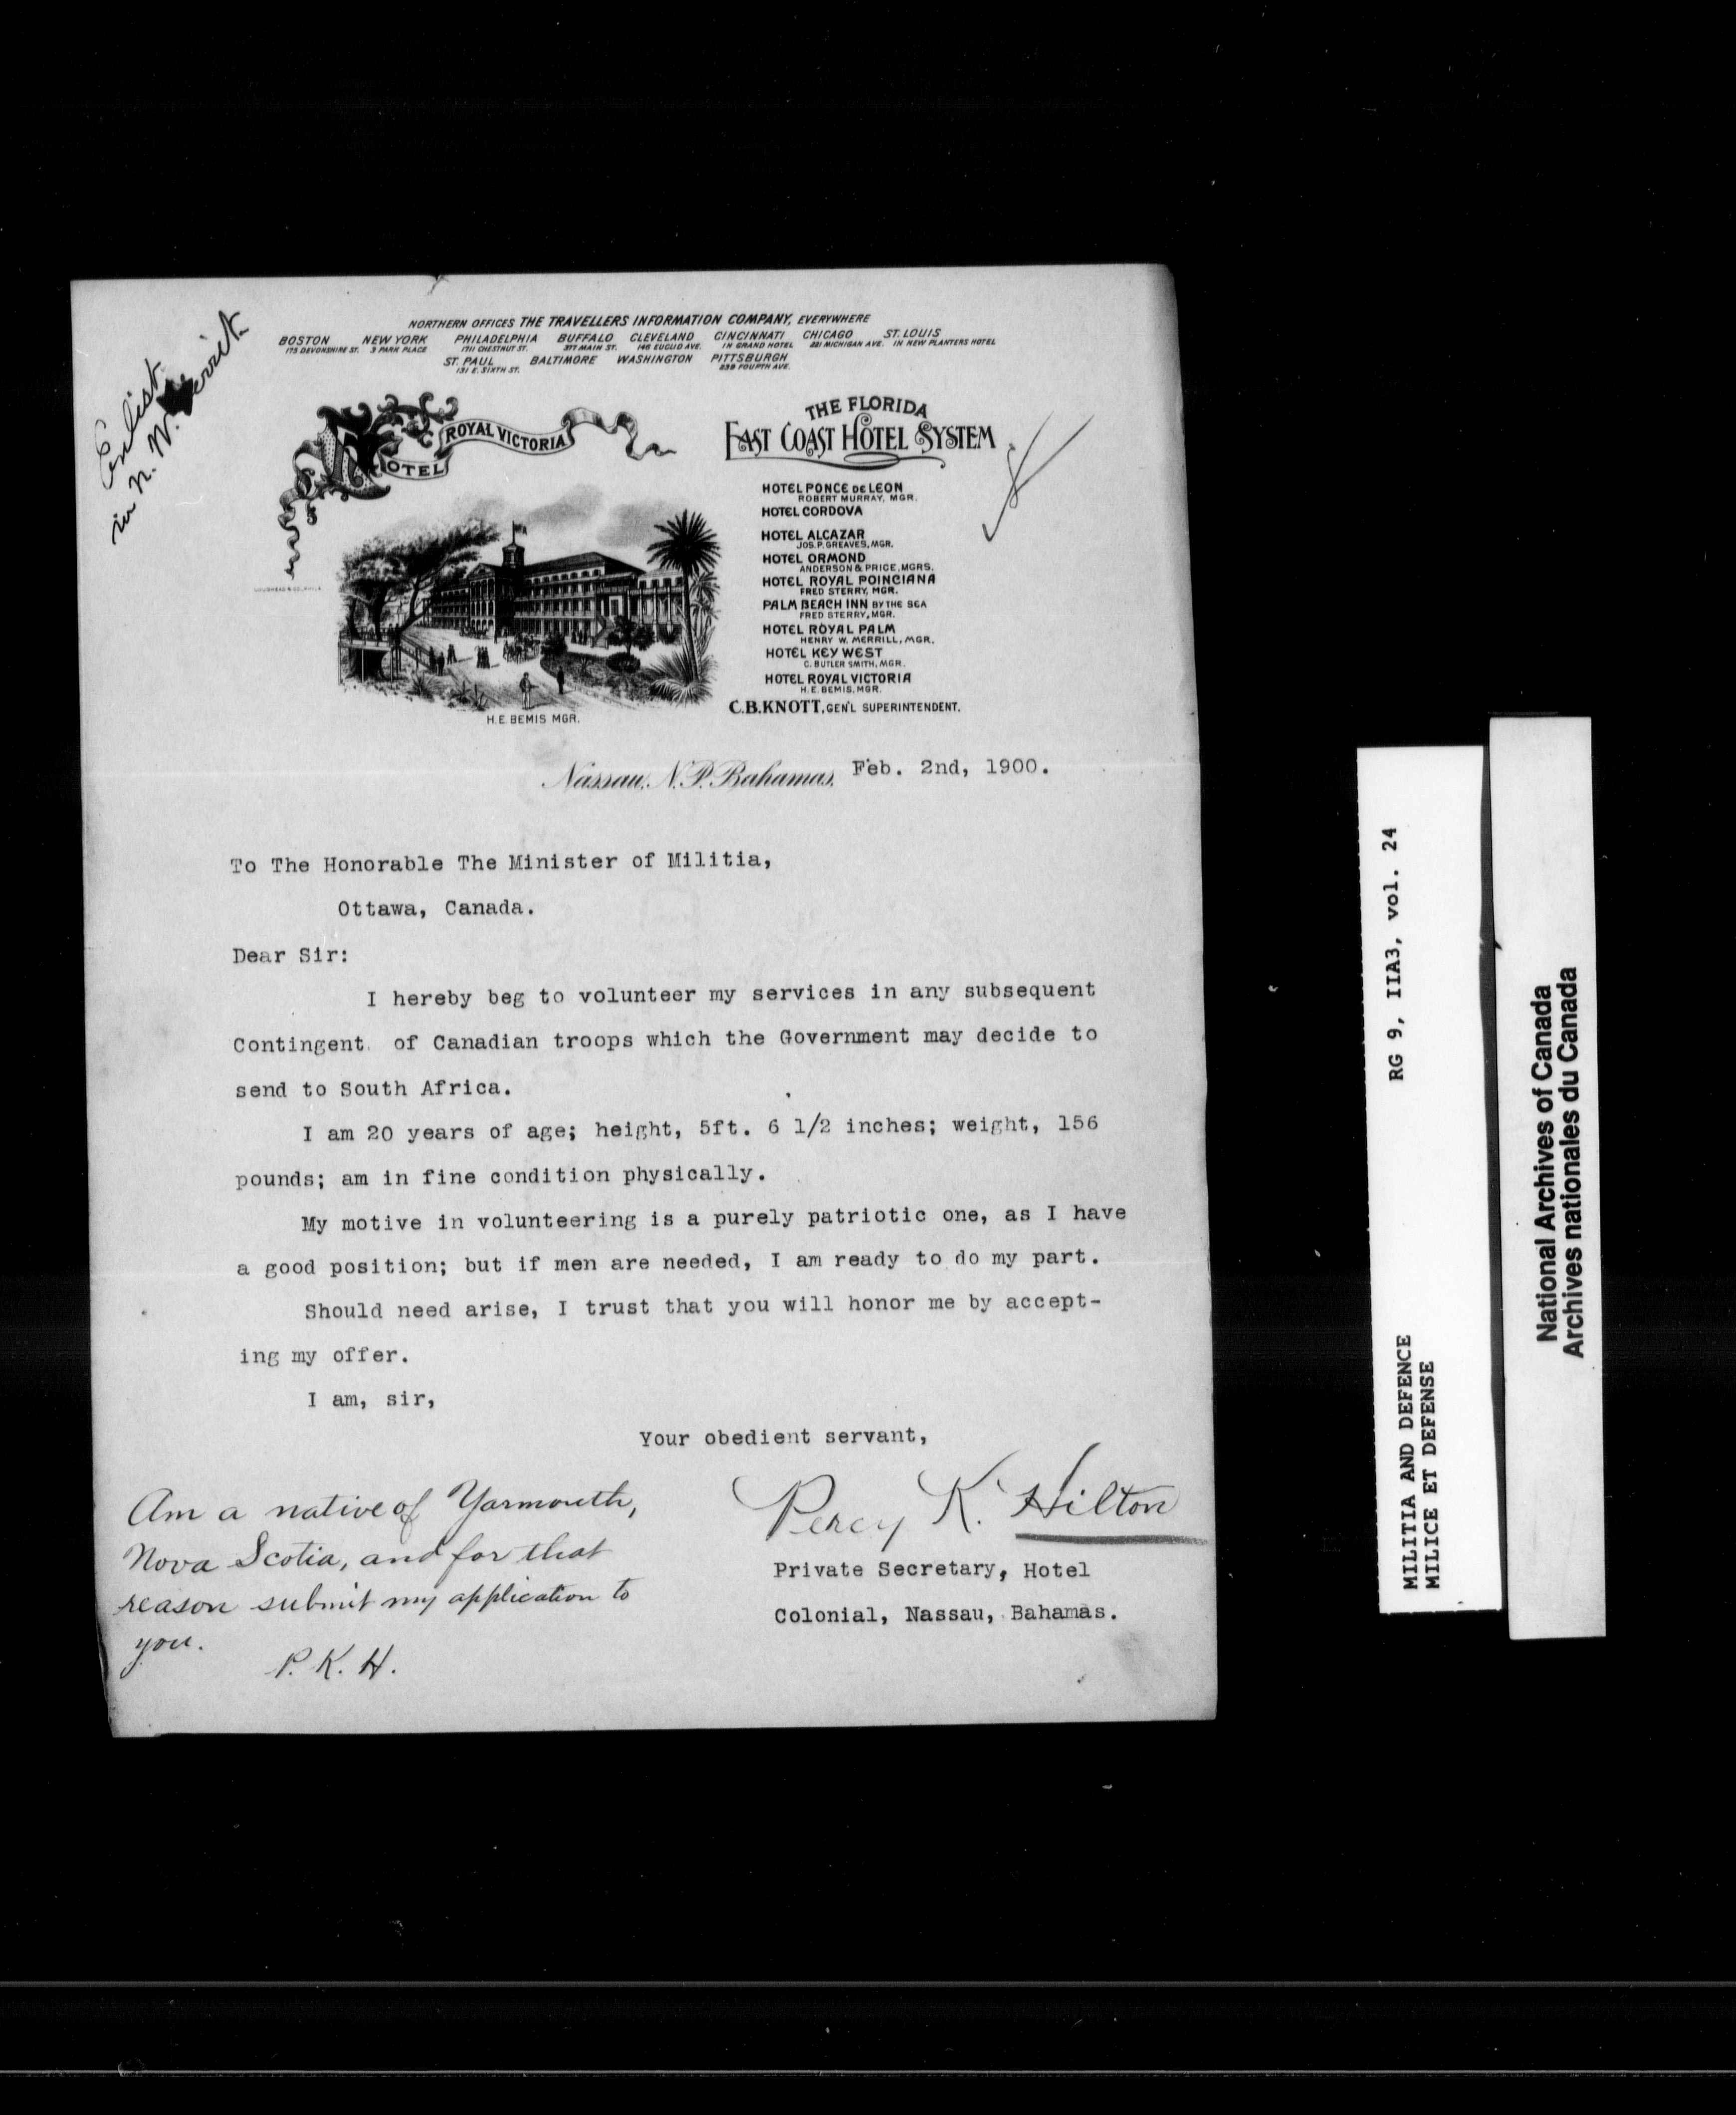 Enlist
in N. W.
NORTHERN OFFICES THE TRAVELLERS INFORMATION COMPANY, EVERYWHERE
BOSTON NEW YORK PHILADELPHIA BUFFALO CLEVELAND CINCINNATI CHICAGO ST. LOUIS
175 DEVONSHIRE ST. 3 PARK PLACE 1711 CHESTNUT ST. 377 MAIN ST. 146 EUCLID AVE. IN GRAND HOTEL 221 MICHIGAN AVE. IN NEW PLANTERS HOTEL
ST. PAUL BALTIMORE WASHINGTON PITTSBURGH
131 E. SIXTH ST. 239 FOURTH AVE.
HOTEL ROYAL VICTORIA
H.E. BEMIS MGR.
THE FLORIDA
EAST COAST HOTEL SYSTEM
HOTEL PONCE DE LEON
ROBERT MURRAY, MGR.
HOTEL CORDOVA
HOTEL ALCAZAR
JOS. P. GREAVES, MGR.
HOTEL ORMOND
ANDERSON & PRICE, MGRS.
HOTEL ROYAL POINCIANA
FRED STERRY, MGR.
PALM BEACH INN BY THE SEA
FRED STERRY, MGR.
HOTEL ROYAL PALM
HENRY W. MERRILL, MGR.
HOTEL KEY WEST
C. BUTLER SMITH, MGR.
HOTEL ROYAL VICTORIA
H. E. BEMIS, MGR.
C.B. KNOTT, GEN'L SUPERINTENDENT.
Nassau, N. P. Bahamas, Feb. 2nd, 1900.
To The Honorable The Minister of Militia,
Ottawa, Canada.
Dear Sir:
I hereby beg to volunteer my services in any subsequent
Contingent of Canadian troops which the Government may decide to
send to South Africa.
I am 20 years of age; height, 5ft. 6 1/2 inches; weight, 156
pounds; am in fine condition physically.
My motive in volunteering is a purely patriotic one, as I have
a good position; but if men are needed, I am ready to do my part.
Should need arise, I trust that you will honor me by accept-
ing my offer.
I am, sir,
Your obedient servant,
Percy K. Hilton
Private Secretary, Hotel
Colonial, Nassau, Bahamas.
Am a native of Yarmouth,
Nova Scotia, and for that
reason submit my application to
you.
P. K. H.
RG 9, IIA3, vol. 24
MILITIA AND DEFENCE
MILICE ET DEFENSE
National Archives of Canada
Archives nationales du Canada